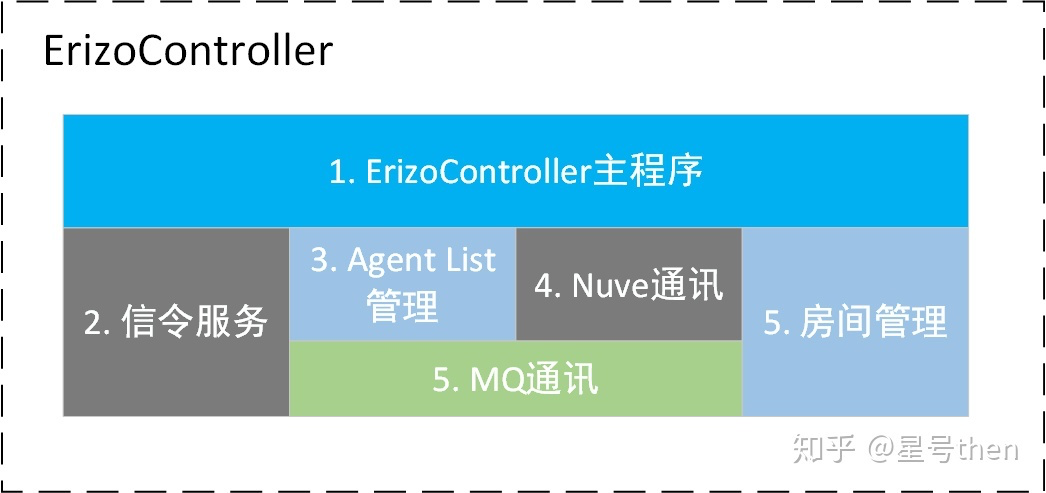 ErizoController
1. ErizoController主程序
2. 信令服务
3. Agent List
管理
4. Nuve通讯
5. 房间管理
5. MQ通讯
知乎 @星号then